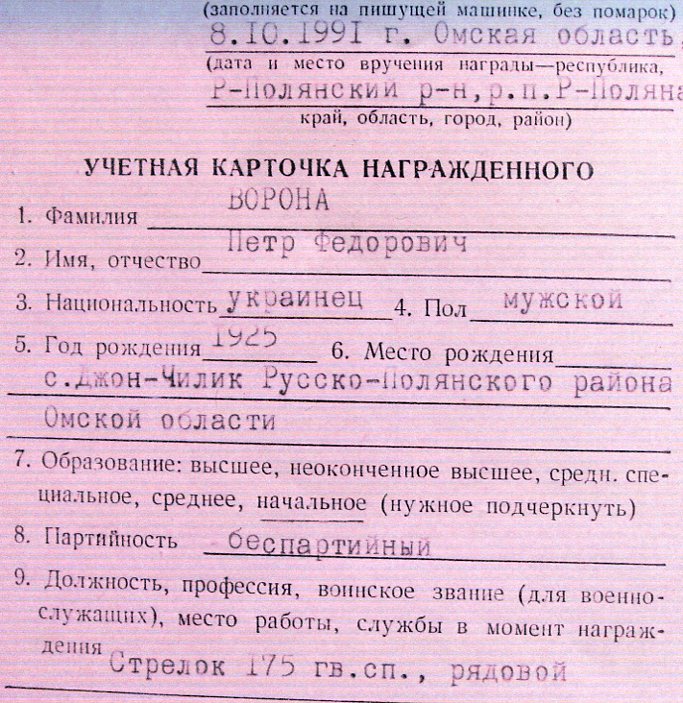 (заполняется на пишущей машинке, без помарок)
8.IO.199I г. Омская область,
(дата и место вручения награды—республика,
Р-Полянский р-н,р.п.Р-Поляна
край, область, город, район)
УЧЕТНАЯ КАРТОЧКА НАГРАЖДЕННОГО
1. Фамилия ВОРОНА
2. Имя, отчество Петр Федорович
3. Национальность украинец 4. Пол мужской
5. Год рождения 1925 6. Место рождения
с.Джон-Чилик Русско-Полянского района
Омской области
7. Образование: высшее, неоконченное высшее, средн. спе-
циальное, среднее, начальное (нужное подчеркнуть)
8. Партийность беспартийный
9. Должность, профессия, воинское звание (для военно-
служащих), место работы, службы в момент награж-
дения Стрелок I75 гв.сп., рядовой